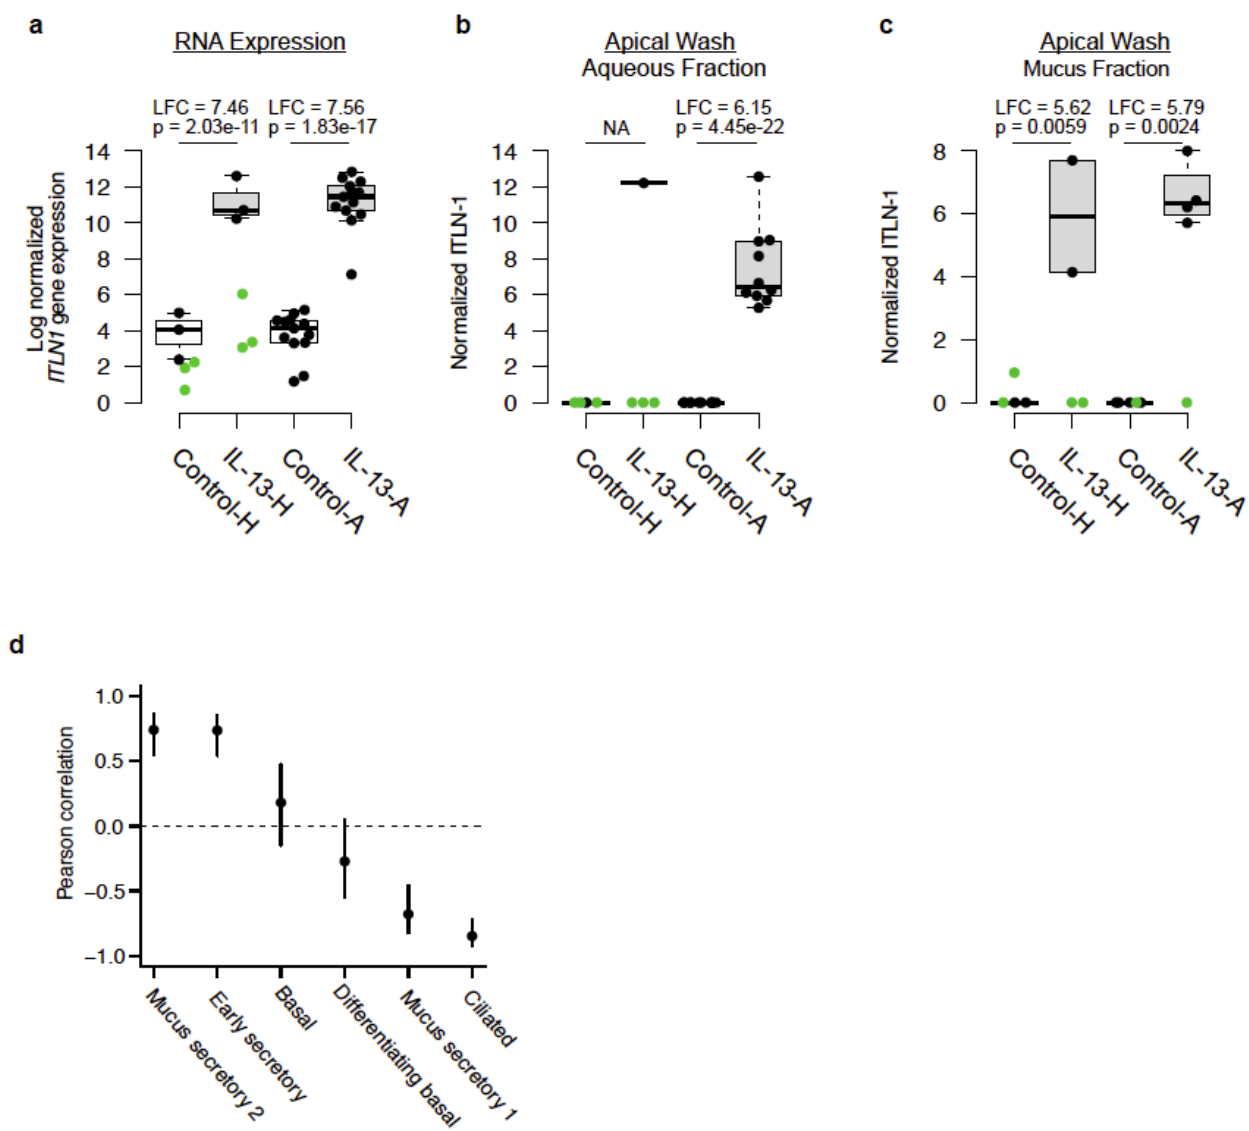 a
RNA Expression
LFC = 7.46 LFC = 7.56
p = 2.03e-11 p = 1.83e-17
Log normalized
ITLN1 gene expression
14
12
10
8
6
4
2
0
Control-H
IL-13-H
Control-A
IL-13-A
b
Apical Wash
Aqueous Fraction
LFC = 6.15
NA p = 4.45e-22
Normalized ITLN-1
14
12
10
8
6
4
2
0
Control-H
IL-13-H
Control-A
IL-13-A
c
Apical Wash
Mucus Fraction
LFC = 5.62 LFC = 5.79
p = 0.0059 p = 0.0024
Normalized ITLN-1
8
6
4
2
0
Control-H
IL-13-H
Control-A
IL-13-A
d
Pearson correlation
1.0
0.5
0.0
−0.5
−1.0
Mucus secretory 2
Early secretory
Basal
Differentiating basal
Mucus secretory 1
Ciliated